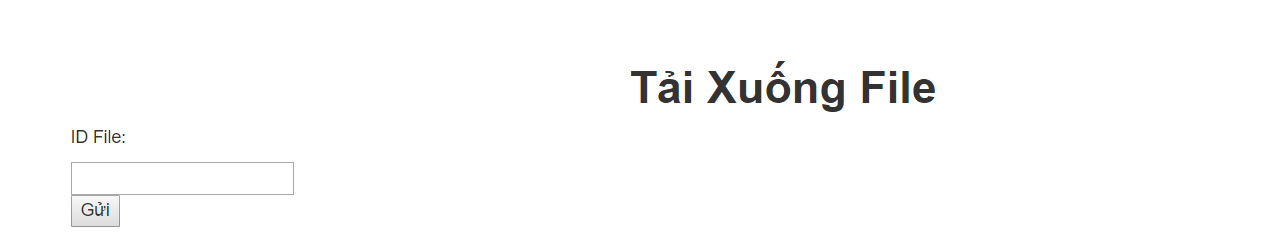 Tải Xuống File
ID File:
Gửi